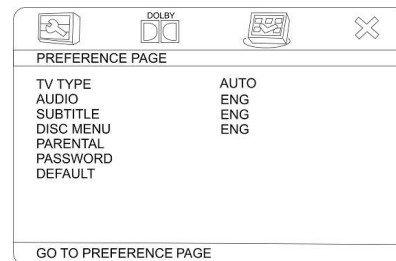 DOLBY
PREFERENCE PAGE
TV TYPE AUTO
AUDIO ENG
SUBTITLE ENG
DISC MENU ENG
PARENTAL
PASSWORD
DEFAULT
GO TO PREFERENCE PAGE